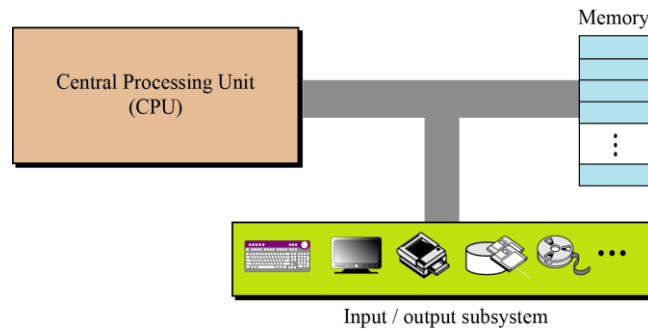 Memory
Central Processing Unit
(CPU)
Input / output subsystem